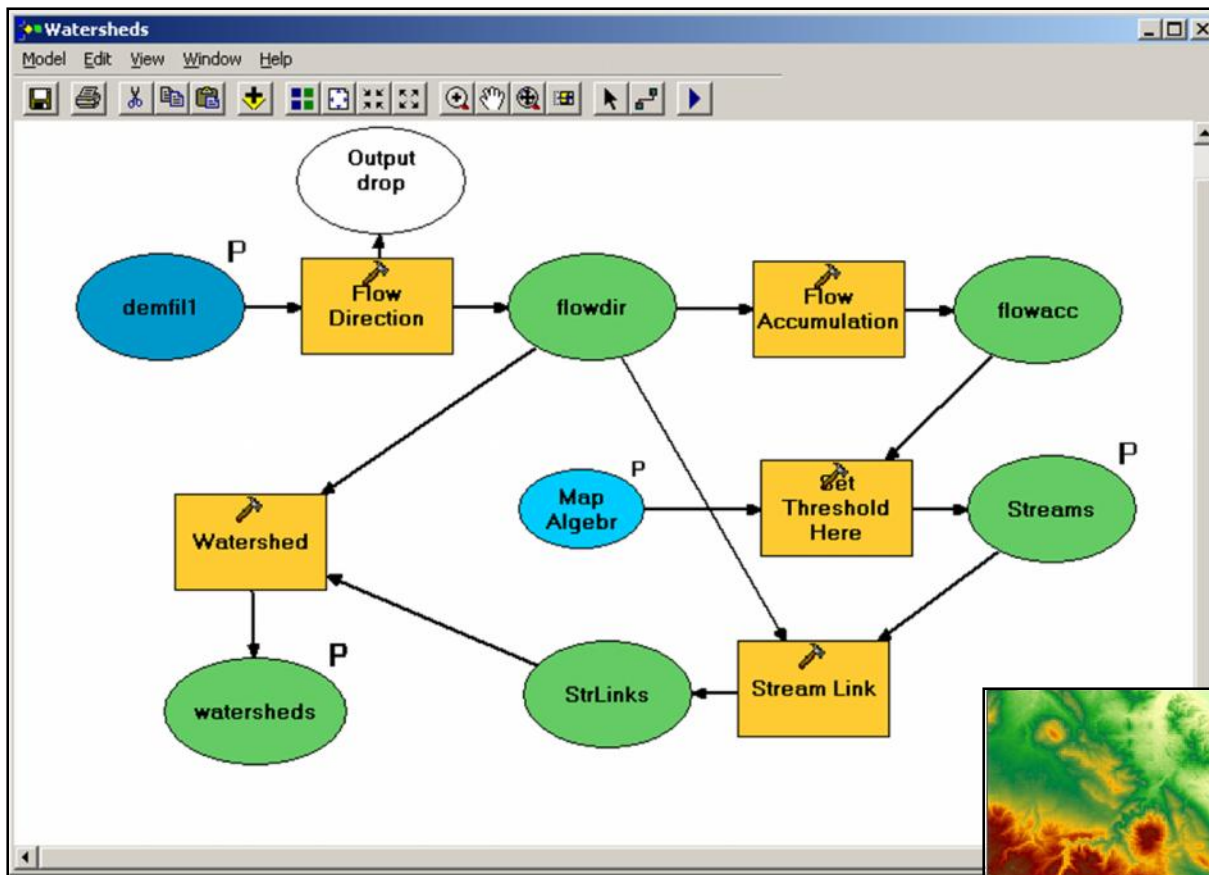 Watersheds
Model Edit View Window Help
Output
drop
P
demfil1
Flow
Direction
flowdir
Flow
Accumulation
flowacc
P
Map
Algebr
Set
Threshold
Here
P
Streams
Watershed
P
watersheds
StrLinks
Stream Link